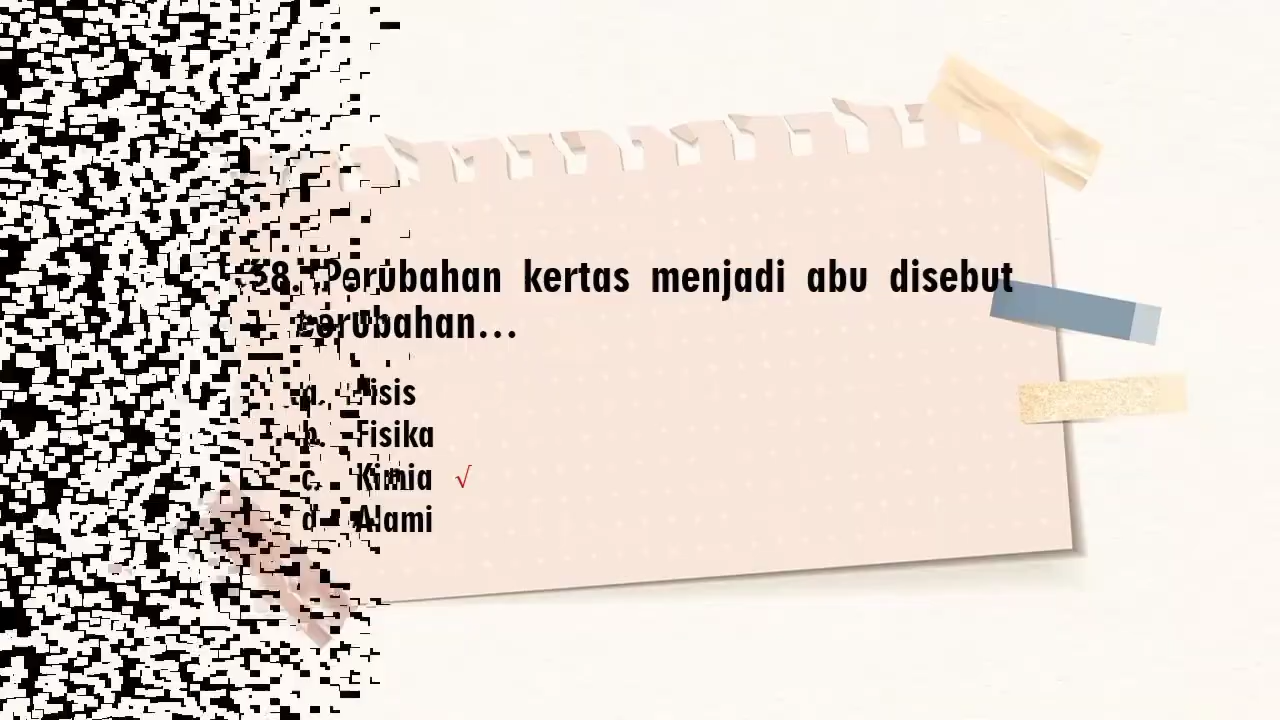 38. Perubahan kertas menjadi abu disebut
perubahan...
a. Fisis
b. Fisika
c. Kimia √
d. Alami